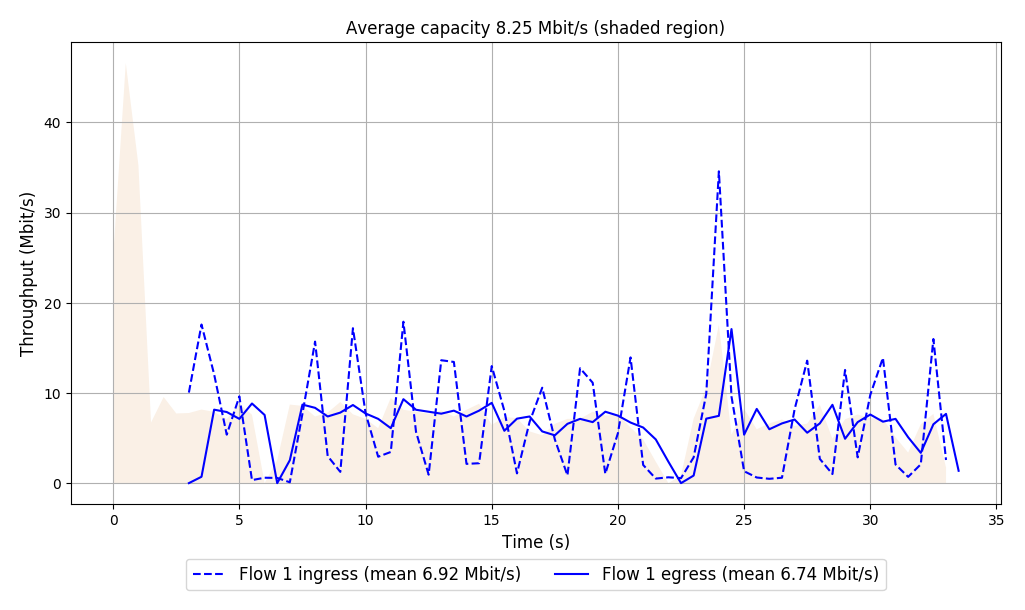 Average capacity 8.25 Mbit/s (shaded region)
Throughput (Mbit/s)
40
30
20
10
0
0 5 10 15 20 25 30 35
Time (s)
Flow 1 ingress (mean 6.92 Mbit/s) Flow 1 egress (mean 6.74 Mbit/s)